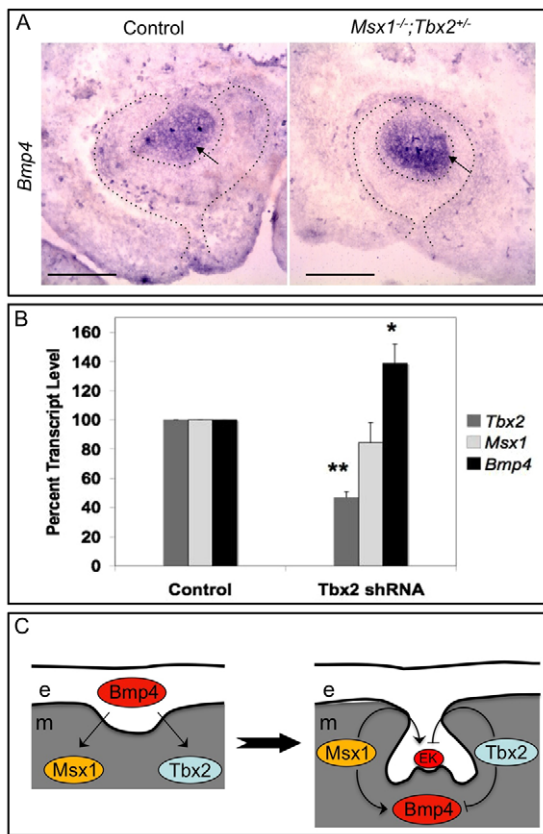 A
Control
Msx1-/-;Tbx2+/-
Bmp4
B
Percent Transcript Level
160
140
120
100
80
60
40
20
0
**
*
Control
Tbx2 shRNA
Tbx2
Msx1
Bmp4
C
e
Bmp4
m
Msx1
Tbx2
e
m
Msx1
EK
Tbx2
Bmp4